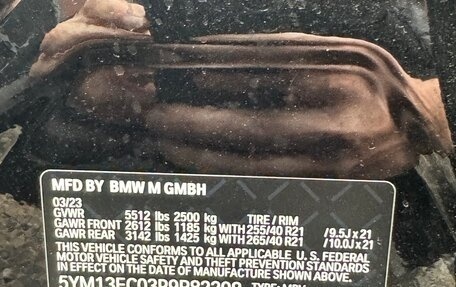 MFD BY BMW M GMBH
03/23
GVWR 5512 lbs 2500 kg TIRE / RIM
GAWR FRONT 2612 lbs 1185 kg WITH 255/40 R21 /9.5J x 21
GAWR REAR 3142 lbs 1425 kg WITH 265/40 R21 /10.0J x 21
THIS VEHICLE CONFORMS TO ALL APPLICABLE U. S. FEDERAL
MOTOR VEHICLE SAFETY AND THEFT PREVENTION STANDARDS
IN EFFECT ON THE DATE OF MANUFACTURE SHOWN ABOVE.